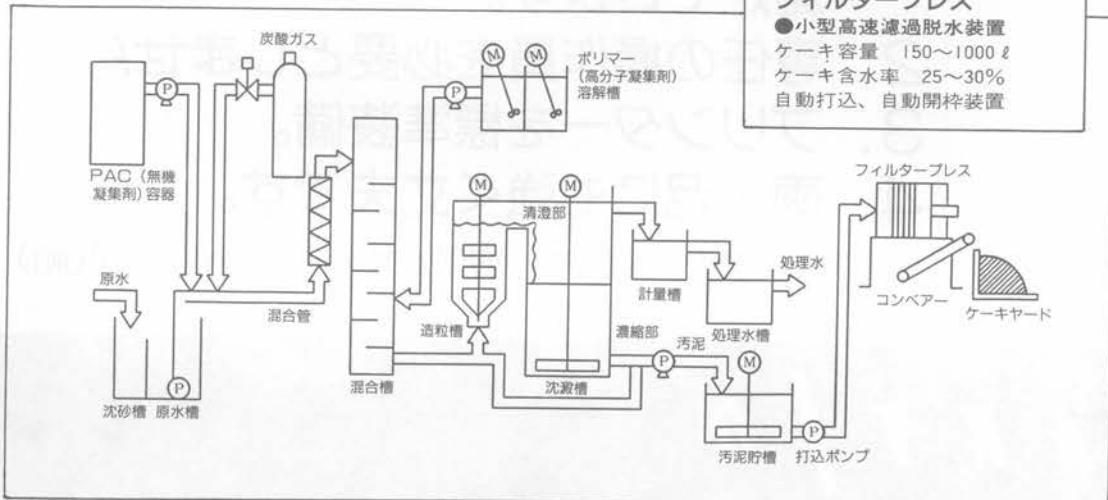 フィルタープレス
●小型高速濾過脱水装置
ケーキ容量 150〜1000ℓ
ケーキ含水率 25〜30%
自動打込、自動開枠装置
炭酸ガス
M
M
P
ポリマー
(高分子凝集剤)
溶解槽
P
PAC(無機
凝集剤)容器
原水
混合管
P
沈砂槽
原水槽
混合槽
M
清澄部
M
造粒槽
沈澱槽
濃縮部
計量槽
処理水
処理水槽
P
汚泥
M
汚泥貯槽
P
打込ポンプ
フィルタープレス
コンベアー
ケーキヤード